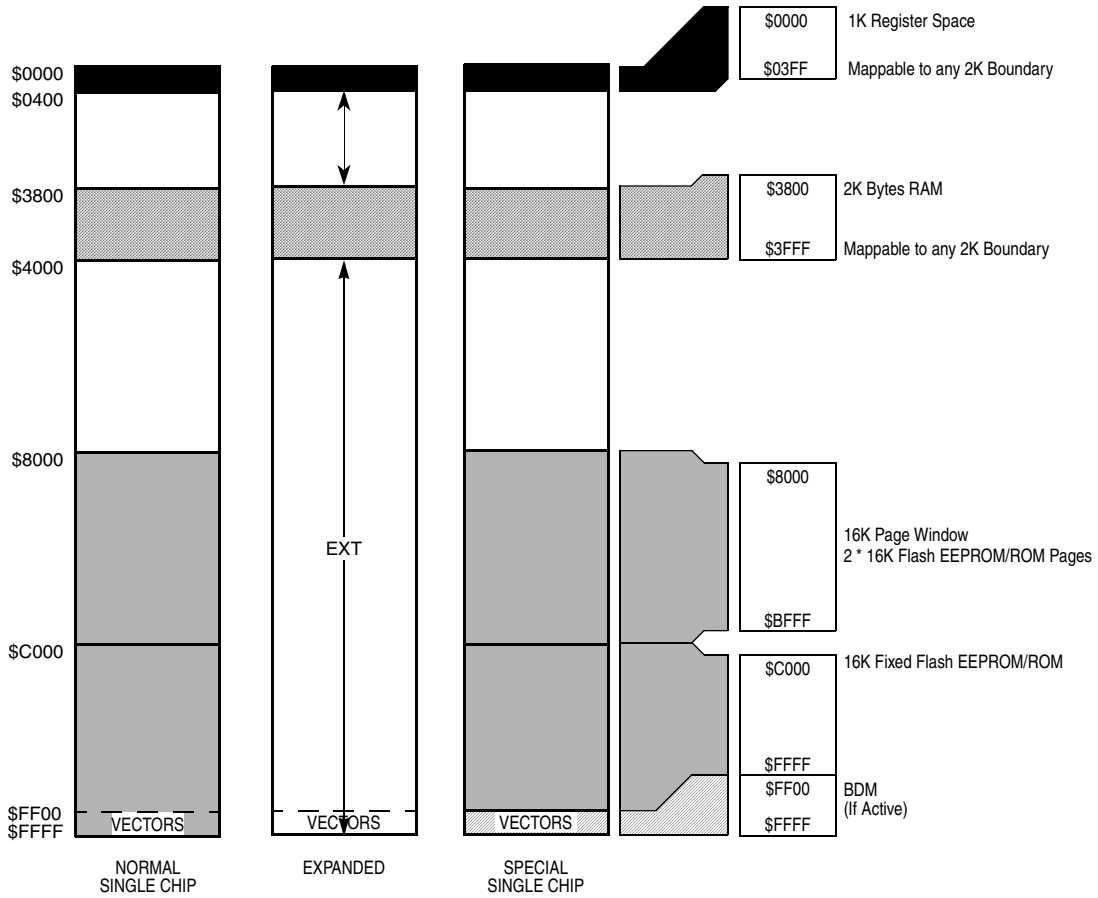 $0000
1K Register Space
$03FF
Mappable to any 2K Boundary
$0000
$0400
$3800
2K Bytes RAM
$3800
$3FFF
Mappable to any 2K Boundary
$4000
$8000
$8000
16K Page Window
2 * 16K Flash EEPROM/ROM Pages
EXT
$BFFF
$C000
$C000
16K Fixed Flash EEPROM/ROM
$FFFF
$FF00
BDM
(If Active)
$FFFF
$FF00
$FFFF
VECTORS
VECTORS
VECTORS
NORMAL
SINGLE CHIP
EXPANDED
SPECIAL
SINGLE CHIP